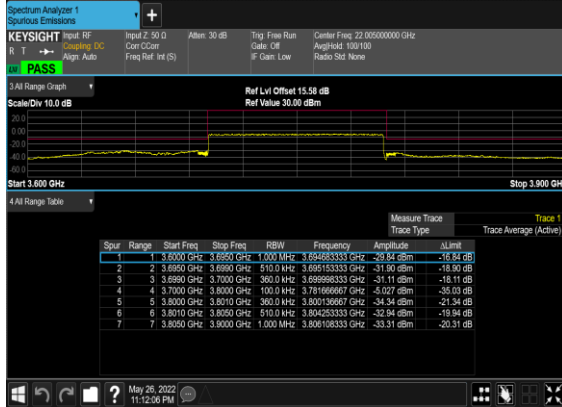 Spectrum Analyzer 1
Spurious Emissions
KEYSIGHT Input: RF Input Z: 50 Ω Atten: 30 dB Trig: Free Run Center Freq: 22.005000000 GHz
R T Coupling: DC Corr CCorr Gate: Off Avg|Hold: 100/100
Align: Auto Freq Ref: Int (S) IF Gain: Low Radio Std: None
PASS
3 All Range Graph Ref Lvl Offset 15.58 dB
Scale/Div 10.0 dB Ref Value 30.00 dBm
20.0
0.00
-20.0
-40.0
-60.0
Start 3.600 GHz Stop 3.900 GH
4 All Range Table
Measure Trace Trace 1
Trace Type Trace Average (Active)
Spur Range Start Freq Stop Freq RBW Frequency Amplitude ΔLimit
1 1 3.6000 GHz 3.6950 GHz 1.000 MHz 3.694683333 GHz -29.84 dBm -16.84 dB
2 2 3.6950 GHz 3.6990 GHz 510.0 kHz 3.695153333 GHz -31.90 dBm -18.90 dB
3 3 3.6990 GHz 3.7000 GHz 360.0 kHz 3.699998333 GHz -31.11 dBm -18.11 dB
4 4 3.7000 GHz 3.8000 GHz 100.0 kHz 3.781666667 GHz -5.027 dBm -35.03 dB
5 5 3.8000 GHz 3.8010 GHz 360.0 kHz 3.800136667 GHz -34.34 dBm -21.34 dB
6 6 3.8010 GHz 3.8050 GHz 510.0 kHz 3.804253333 GHz -32.94 dBm -19.94 dB
7 7 3.8050 GHz 3.9000 GHz 1.000 MHz 3.806108333 GHz -33.31 dBm -20.31 dB
? May 26, 2022
11:12:06 PM